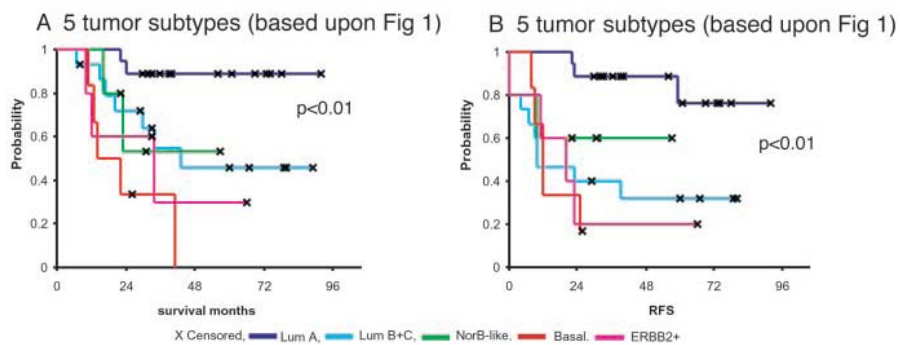 A 5 tumor subtypes (based upon Fig 1)
1
0.8
0.6
0.4
0.2
0
Probability
p<0.01
0 24 48 72 96
survival months
B 5 tumor subtypes (based upon Fig 1)
1
0.8
0.6
0.4
0.2
0
Probability
p<0.01
0 24 48 72 96
RFS
X Censored, Lum A, Lum B+C, NorB-like. Basal. ERBB2+